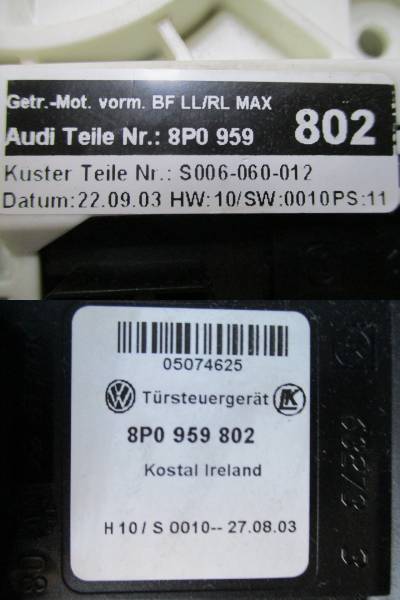 Getr.-Mot. vorm. BF LL/RL MAX
Audi Teile Nr.: 8P0 959 802
Kuster Teile Nr.: S006-060-012
Datum:22.09.03 HW:10/SW:0010PS:11
05074625
Türsteuergerät
8P0 959 802
Kostal Ireland
H 10 / S 0010-- 27.08.03